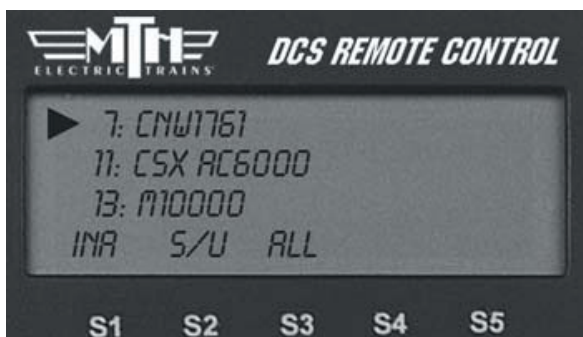 MTH
ELECTRIC TRAINS
DCS REMOTE CONTROL
7: CNW1761
11: CSX AC6000
13: M10000
INA S/U ALL
S1 S2 S3 S4 S5